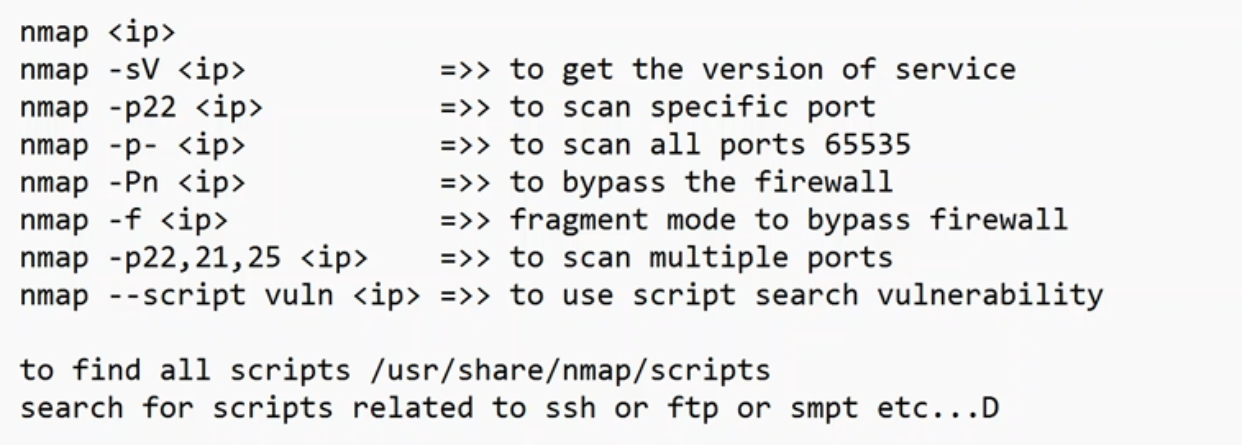 nmap <ip>
nmap -sV <ip> =>> to get the version of service
nmap -p22 <ip> =>> to scan specific port
nmap -p- <ip> =>> to scan all ports 65535
nmap -Pn <ip> =>> to bypass the firewall
nmap -f <ip> =>> fragment mode to bypass firewall
nmap -p22,21,25 <ip> =>> to scan multiple ports
nmap --script vuln <ip> =>> to use script search vulnerability
to find all scripts /usr/share/nmap/scripts
search for scripts related to ssh or ftp or smpt etc...D